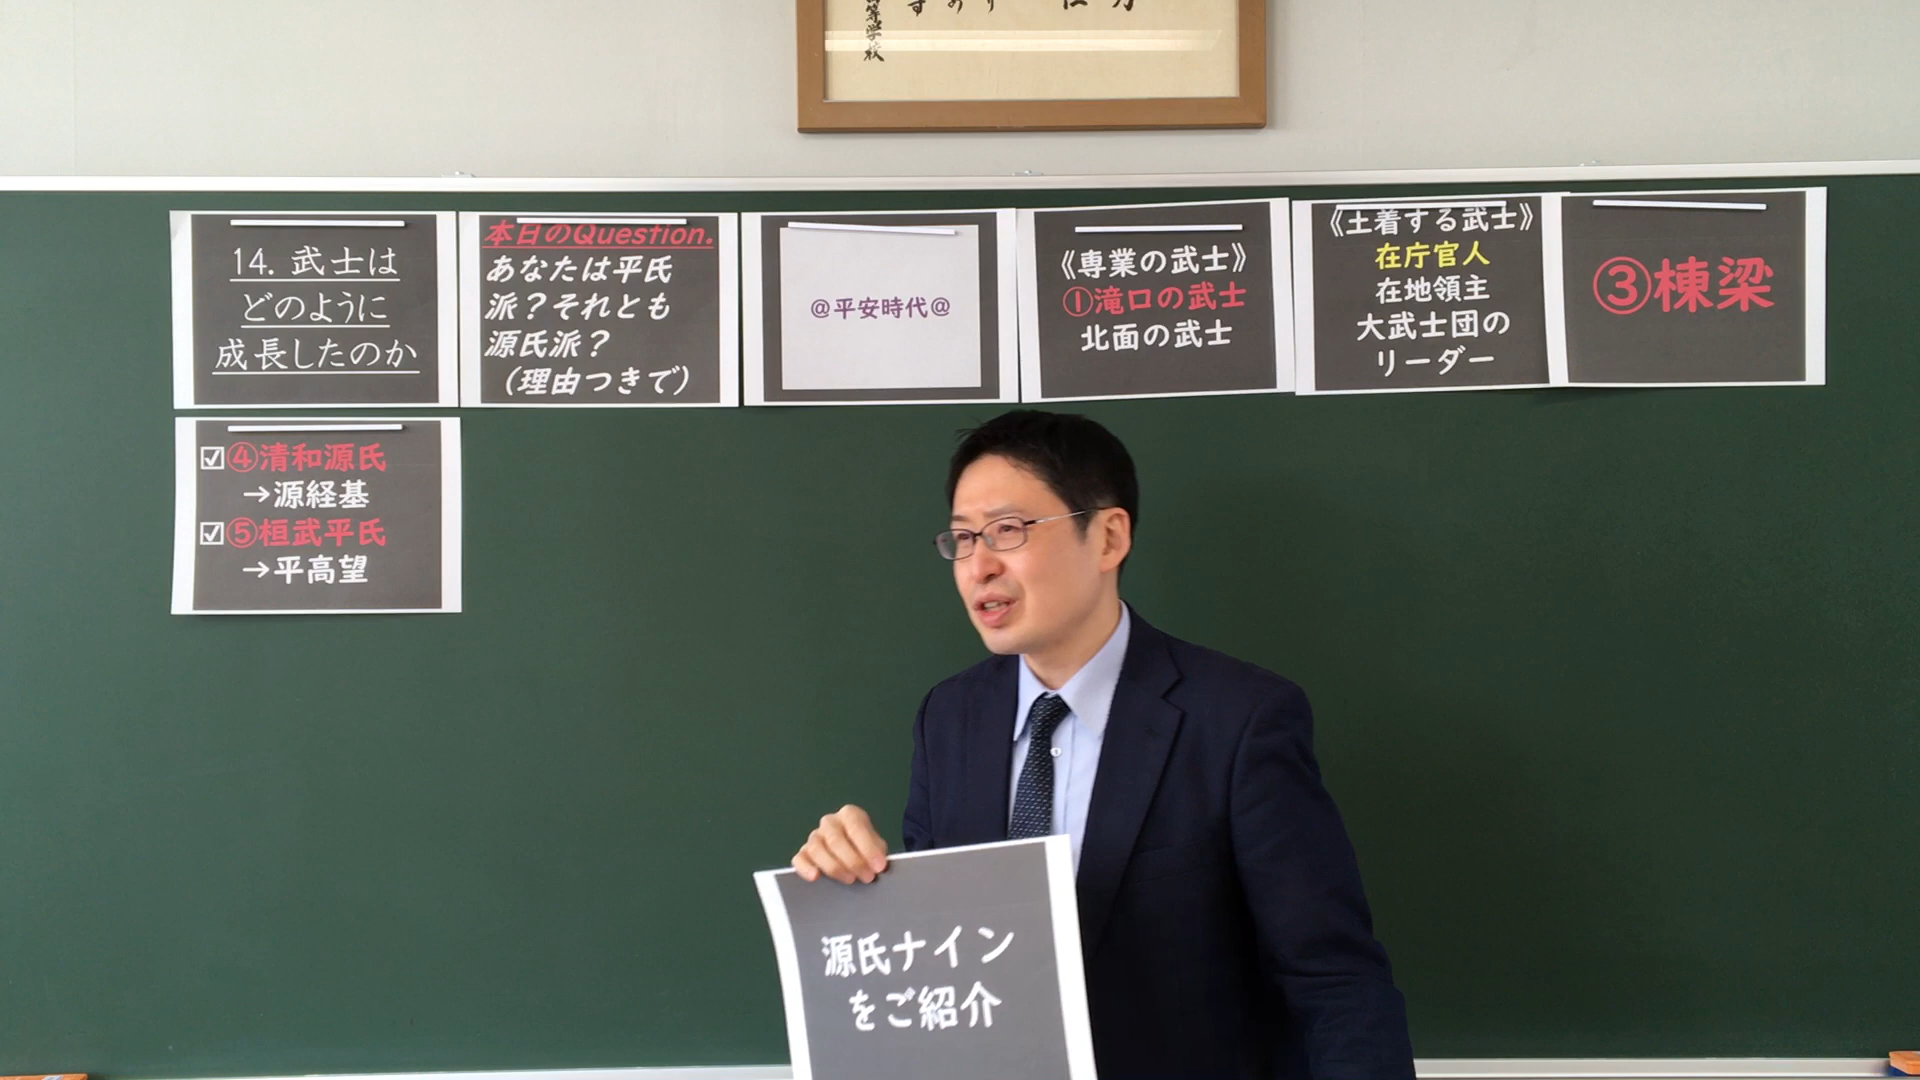 等学校
14. 武士は
どのように
成長したのか
本日のQuestion.
あなたは平氏
派？それとも
源氏派？
（理由つきで）
＠平安時代＠
《専業の武士》
①滝口の武士
北面の武士
《土着する武士》
在庁官人
在地領主
大武士団の
リーダー
③棟梁
☑④清和源氏
→源経基
☑⑤桓武平氏
→平高望
源氏ナイン
をご紹介